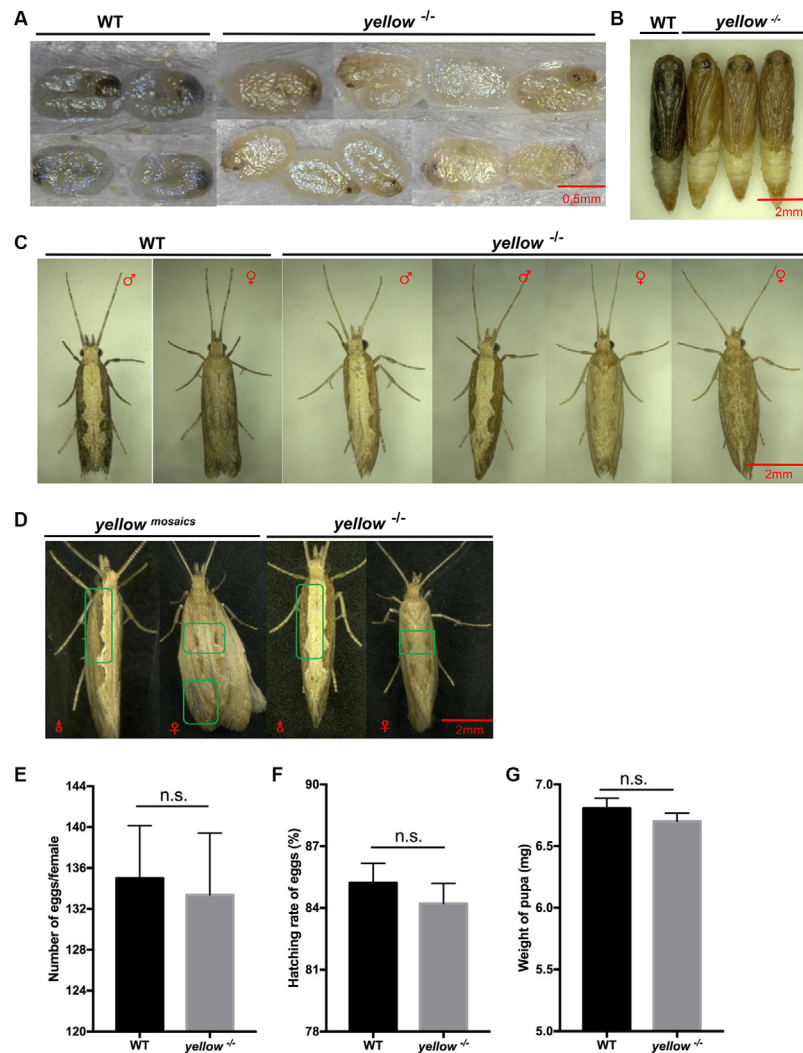 A
WT
yellow -/-
0.5mm
B
WT
yellow -/-
2mm
C
WT
yellow -/-
♂
♀
♂
♂
♀
♀
2mm
D
yellow mosaics
yellow -/-
♂
♀
♂
♀
2mm
E
Number of eggs/female
144
140
136
132
128
124
120
n.s.
WT
yellow -/-
F
Hatching rate of eggs (%)
90
87
84
81
78
n.s.
WT
yellow -/-
G
Weight of pupa (mg)
7.0
6.5
6.0
5.5
5.0
n.s.
WT
yellow -/-